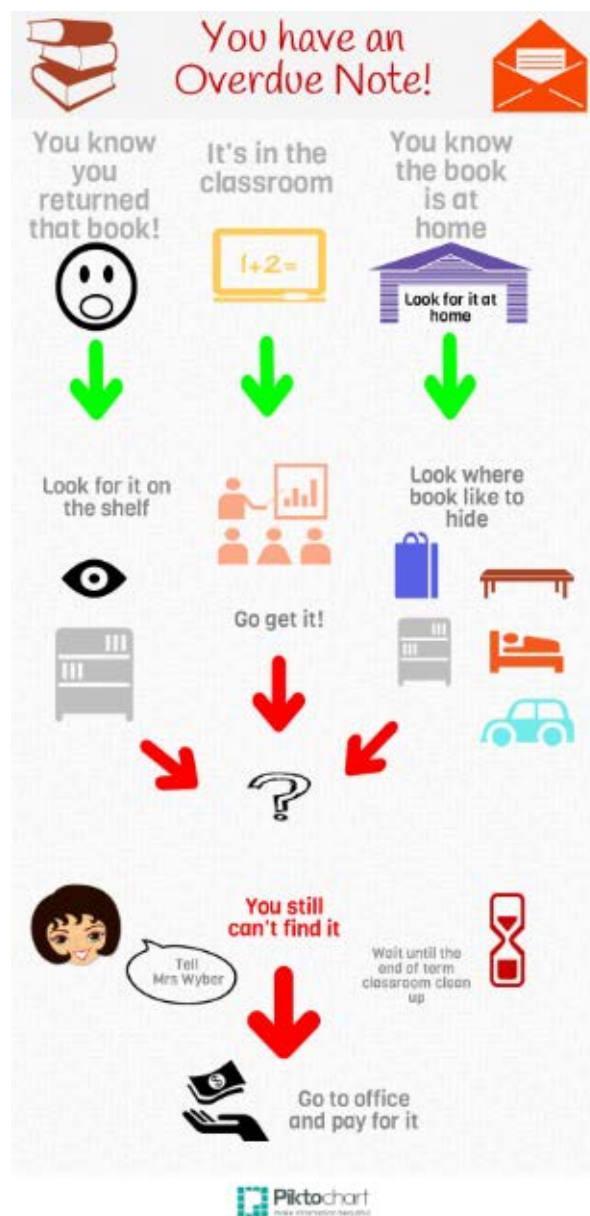 You have an
Overdue Note!
You know
you
returned
that book!
It's in the
classroom
You know
the book
is at
home
1+2=
Look for it at
home
Look for it on
the shelf
Look where
book like to
hide
Go get it!
?
You still
can't find it
Tell
Mrs Wyber
Wait until the
end of term
classroom clean
up
$
Go to office
and pay for it
Piktochart
make information beautiful